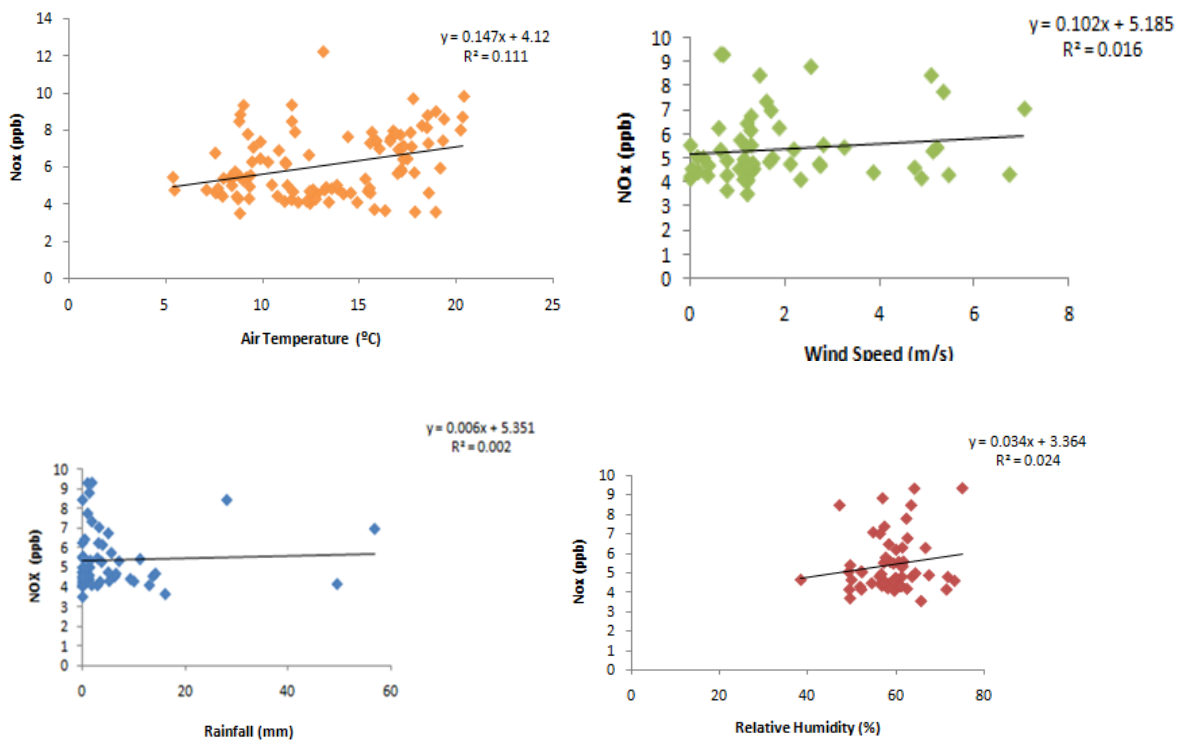 14
12
10
8
6
4
2
0
0 5 10 15 20 25
Nox (ppb)
Air Temperature (ºC)
y = 0.147x + 4.12
R² = 0.111
10
9
8
7
6
5
4
3
2
1
0
0 2 4 6 8
NOx (ppb)
Wind Speed (m/s)
y = 0.102x + 5.185
R² = 0.016
10
9
8
7
6
5
4
3
2
1
0
0 20 40 60
NOX (ppb)
Rainfall (mm)
y = 0.006x + 5.351
R² = 0.002
10
9
8
7
6
5
4
3
2
1
0
0 20 40 60 80
Nox (ppb)
Relative Humidity (%)
y = 0.034x + 3.364
R² = 0.024